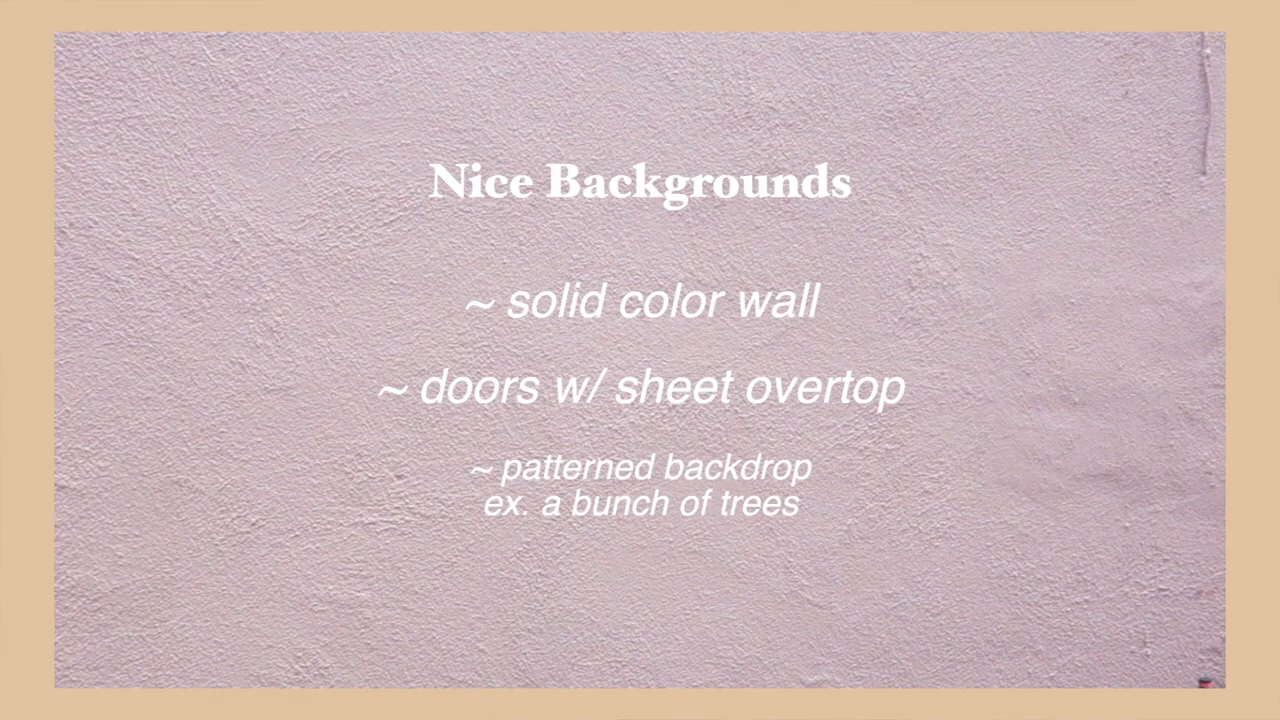 Nice Backgrounds
~ solid color wall
~ doors w/ sheet overtop
~ patterned backdrop
ex. a bunch of trees